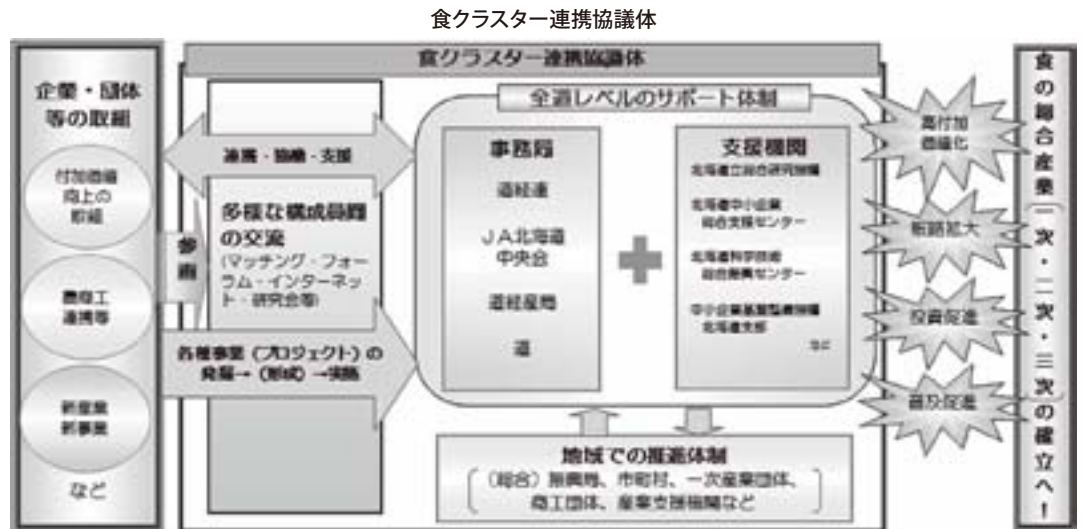 食クラスター連携協議体
食クラスター連携協議体
企業・団体
等の取組
付加価値
向上の
取組
農商工
連携等
新産業
新事業
など
参画
連携・協働・支援
多様な構成員間
の交流
(マッチング・フォー
ラム・インターネッ
ト・研究会等)
各種事業(プロジェクト)の
発掘→(形成)→実施
全道レベルのサポート体制
事務局
道経連
JA北海道
中央会
道経産局
道
支援機関
北海道立総合研究機構
北海道中小企業
総合支援センター
北海道科学技術
総合振興センター
中小企業基盤整備機構
北海道支部
など
地域での推進体制
(総合)振興局、市町村、一次産業団体、
商工団体、産業支援機関など
高付加
価値化
販路拡大
投資促進
普及促進
食の総合産業(一次・二次・三次)の確立へ!